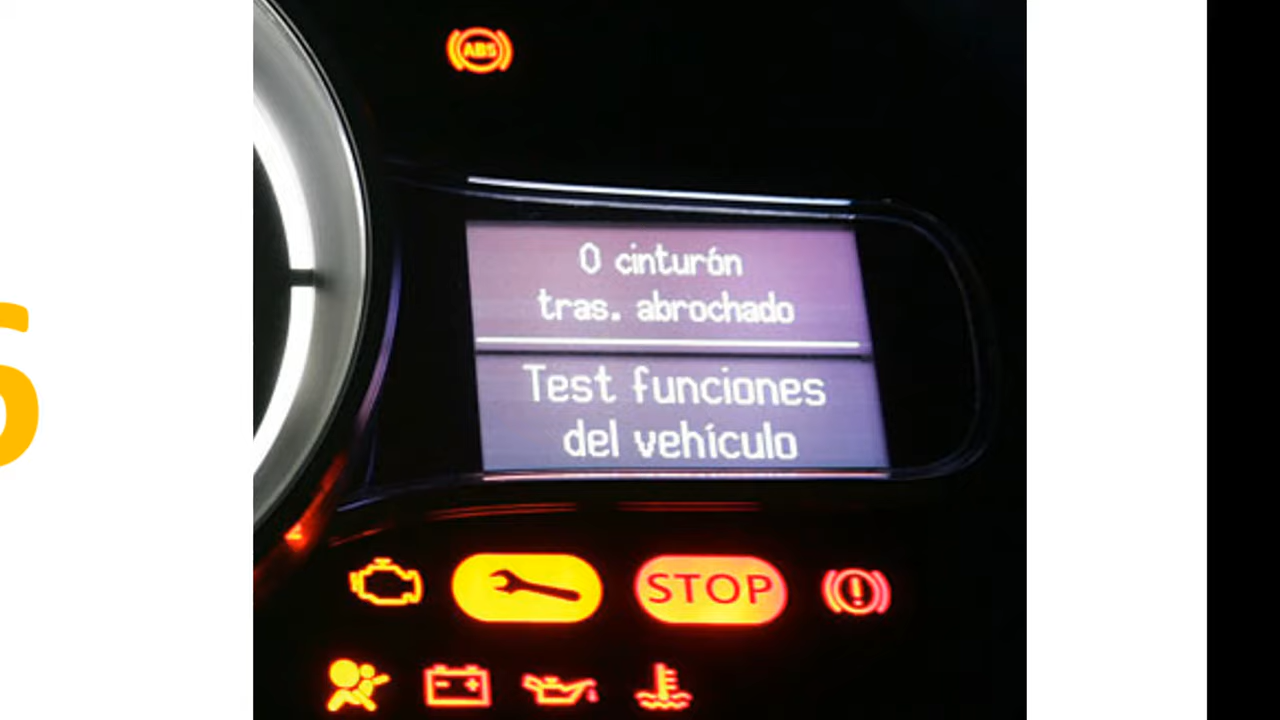 ABS
0 cinturón
tras. abrochado
Test funciones
del vehículo
STOP